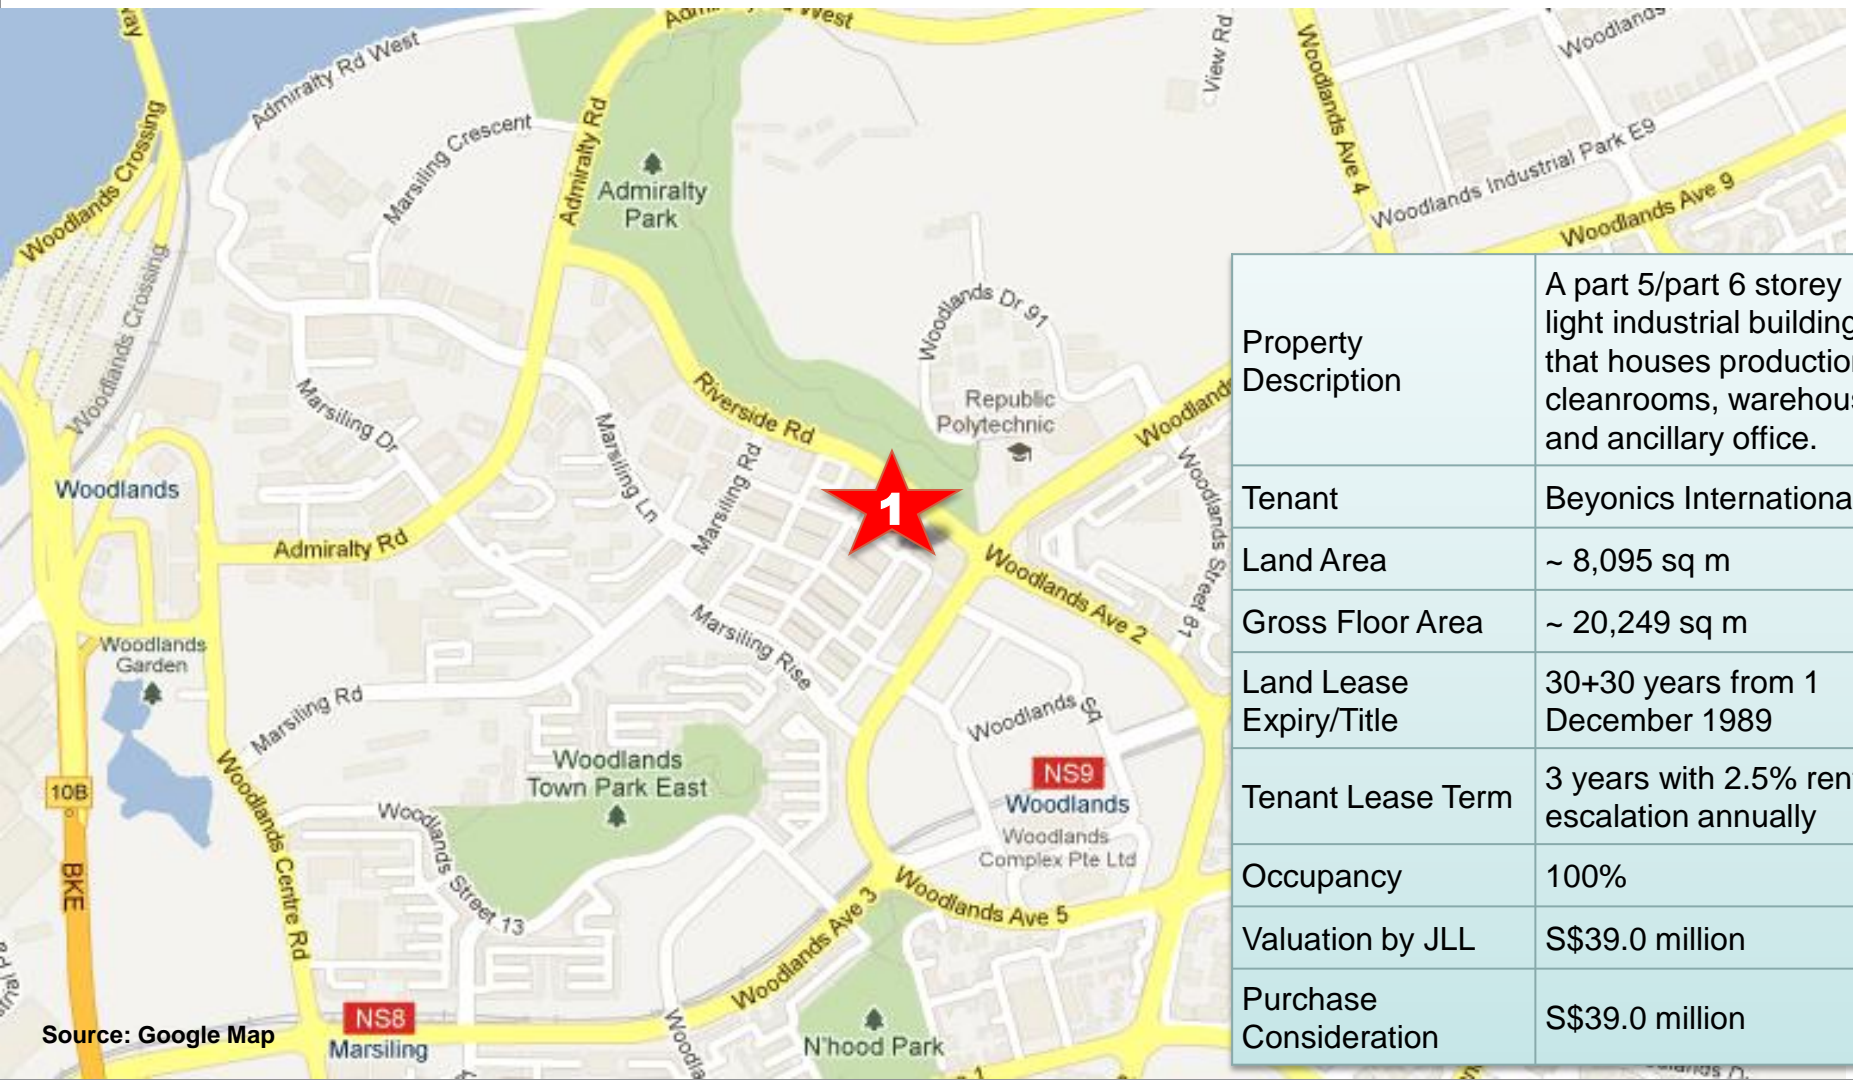 Admiralty Rd West
View Rd
Woodlands
Woodlands Ave 4
Admiralty Rd West
Marsiling Crescent
Admiralty Rd
Woodlands Crossing
Admiralty
Park
Woodlands Industrial Park E9
Woodlands Ave 9
Woodlands Crossing
Woodlands Dr 91
Riverside Rd
Republic
Polytechnic
Woodlands
Marsiling Dr
Marsiling Ln
Marsiling Rd
1
Woodlands Street 81
Woodlands
Admiralty Rd
Woodlands Ave 2
Woodlands
Garden
Marsiling Rise
Marsiling Rd
Woodlands Sq
Woodlands
Town Park East
NS9
Woodlands
Woodlands
Complex Pte Ltd
10B
BKE
Woodlands Centre Rd
Woodlands Street 13
Woodlands Ave 3
Woodlands Ave 5
NS8
Marsiling
N'hood Park
Source: Google Map
Property
Description
A part 5/part 6 storey
light industrial building
that houses production
cleanrooms, warehous
and ancillary office.
Tenant
Beyonics Internationa
Land Area
~ 8,095 sq m
Gross Floor Area
~ 20,249 sq m
Land Lease
Expiry/Title
30+30 years from 1
December 1989
Tenant Lease Term
3 years with 2.5% ren
escalation annually
Occupancy
100%
Valuation by JLL
S$39.0 million
Purchase
Consideration
S$39.0 million